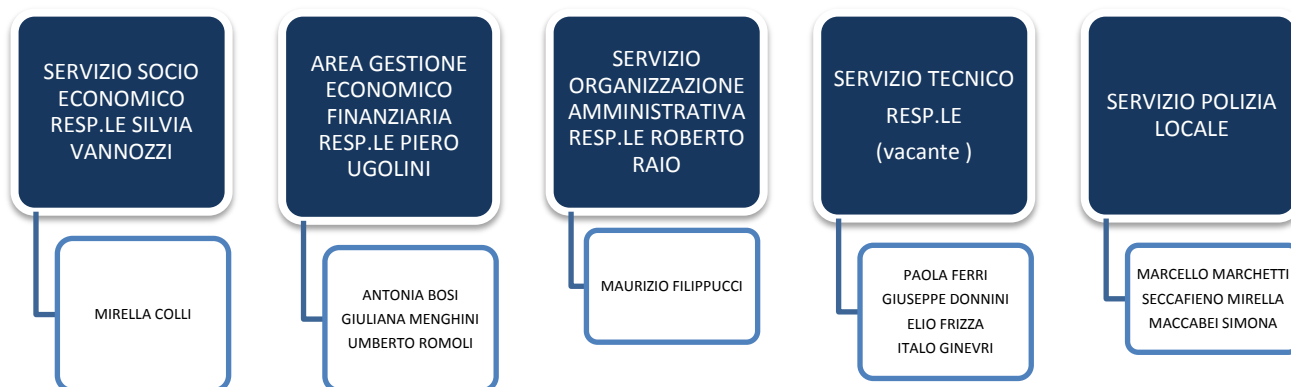 SERVIZIO SOCIO
ECONOMICO
RESP.LE SILVIA
VANNOZZI
MIRELLA COLLI
AREA GESTIONE
ECONOMICO
FINANZIARIA
RESP.LE PIERO
UGOLINI
ANTONIA BOSI
GIULIANA MENGHINI
UMBERTO ROMOLI
SERVIZIO
ORGANIZZAZIONE
AMMINISTRATIVA
RESP.LE ROBERTO
RAIO
MAURIZIO FILIPPUCCI
SERVIZIO TECNICO
RESP.LE
(vacante )
PAOLA FERRI
GIUSEPPE DONNINI
ELIO FRIZZA
ITALO GINEVRI
SERVIZIO POLIZIA
LOCALE
MARCELLO MARCHETTI
SECCAFIENO MIRELLA
MACCABEI SIMONA